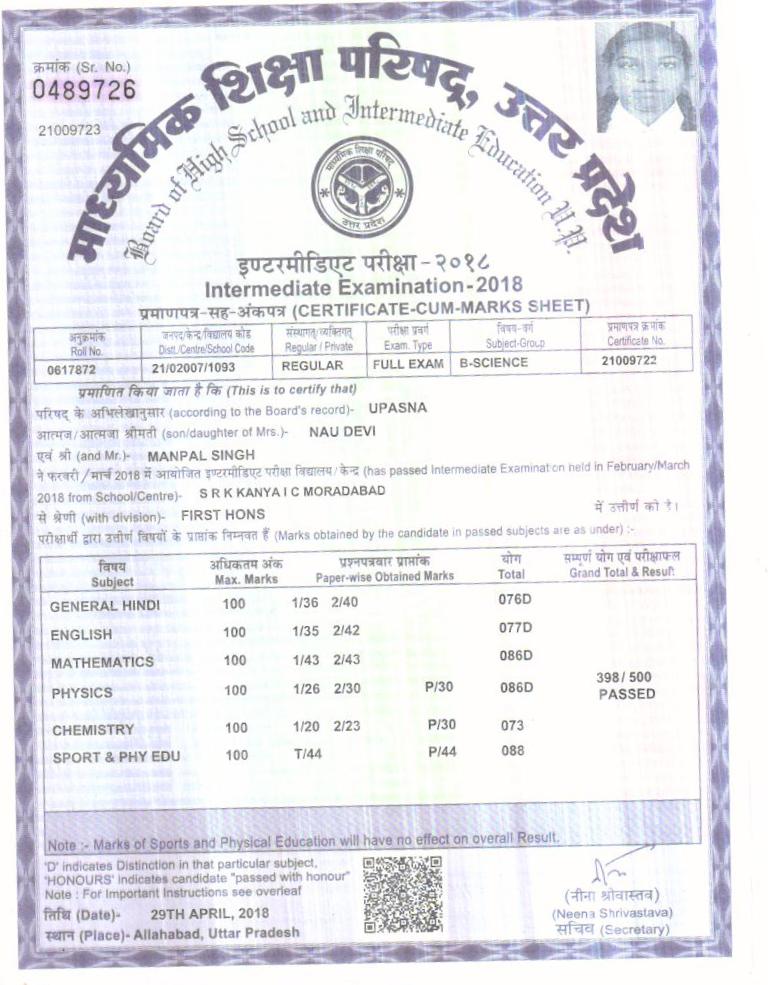 क्रमांक (Sr. No.)
0489726
21009723
माध्यमिक शिक्षा परिषद्, उत्तर प्रदेश
Board of High School and Intermediate Education U.P.
माध्यमिक शिक्षा परिषद
उत्तर प्रदेश
इण्टरमीडिएट परीक्षा-२०१८
Intermediate Examination-2018
प्रमाणपत्र-सह-अंकपत्र (CERTIFICATE-CUM-MARKS SHEET)
अनुक्रमांक जनपद/केन्द्र/विद्यालय कोड संस्थागत/व्यक्तिगत परीक्षा प्रवर्ग विषय-वर्ग प्रमाणपत्र क्रमांक
Roll No. Dist./Centre/School Code Regular / Private Exam. Type Subject-Group Certificate No.
0617872 21/02007/1093 REGULAR FULL EXAM B-SCIENCE 21009722
प्रमाणित किया जाता है कि (This is to certify that)
परिषद् के अभिलेखानुसार (according to the Board's record)- UPASNA
आत्मज/आत्मजा श्रीमती (son/daughter of Mrs.)- NAU DEVI
एवं श्री (and Mr.)- MANPAL SINGH
ने फरवरी/मार्च 2018 में आयोजित इण्टरमीडिएट परीक्षा विद्यालय/केन्द्र (has passed Intermediate Examination held in February/March
2018 from School/Centre)- S R K KANYA I C MORADABAD
से श्रेणी (with division)- FIRST HONS में उत्तीर्ण की है।
परीक्षार्थी द्वारा उत्तीर्ण विषयों के प्राप्तांक निम्नवत हैं (Marks obtained by the candidate in passed subjects are as under) :-
विषय अधिकतम अंक प्रश्नपत्रवार प्राप्तांक योग सम्पूर्ण योग एवं परीक्षाफल
Subject Max. Marks Paper-wise Obtained Marks Total Grand Total & Result
GENERAL HINDI 100 1/36 2/40 076D
ENGLISH 100 1/35 2/42 077D
MATHEMATICS 100 1/43 2/43 086D
PHYSICS 100 1/26 2/30 P/30 086D 398/500
PASSED
CHEMISTRY 100 1/20 2/23 P/30 073
SPORT & PHY EDU 100 T/44 P/44 088
Note :- Marks of Sports and Physical Education will have no effect on overall Result.
'D' indicates Distinction in that particular subject,
'HONOURS' indicates candidate "passed with honour"
Note : For Important Instructions see overleaf
तिथि (Date)- 29TH APRIL, 2018
स्थान (Place)- Allahabad, Uttar Pradesh
(नीना श्रीवास्तव)
(Neena Shrivastava)
सचिव (Secretary)